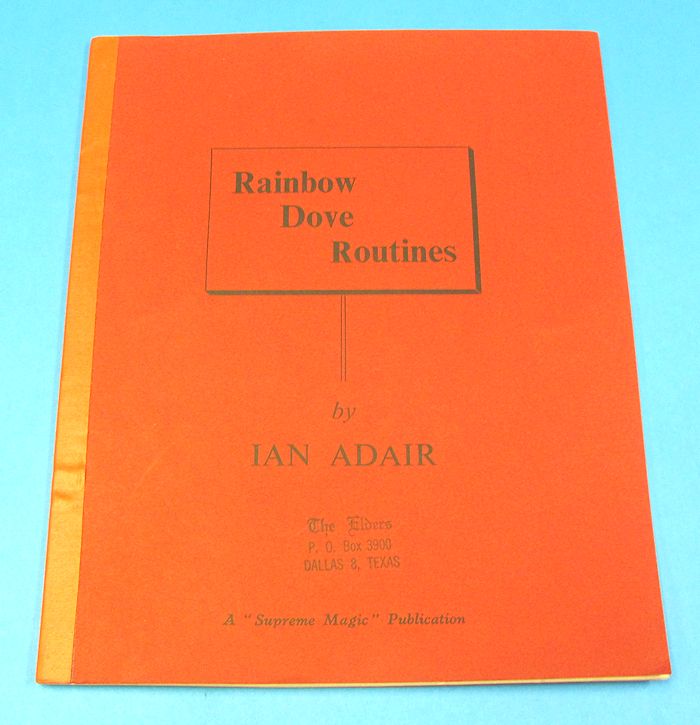 Rainbow
Dove
Routines
by
IAN ADAIR
The Elders
P. O. Box 3900
DALLAS 8, TEXAS
A "Supreme Magic" Publication